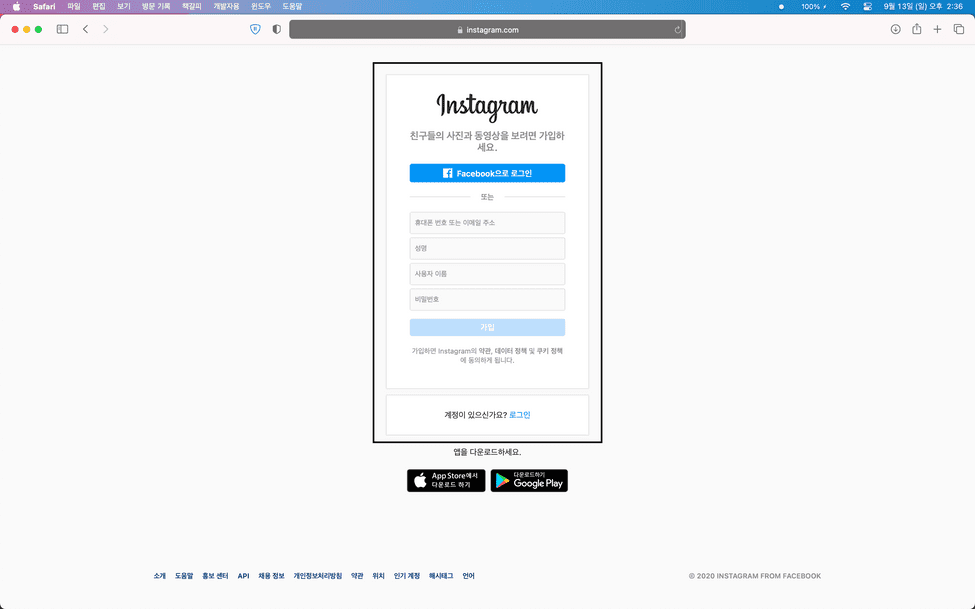 Safari 파일 편집 보기 방문 기록 책갈피 개발자용 윈도우 도움말 100% 9월 13일 (일) 오후 2:36
instagram.com
Instagram
친구들의 사진과 동영상을 보려면 가입하
세요.
Facebook으로 로그인
또는
휴대폰 번호 또는 이메일 주소
성명
사용자 이름
비밀번호
가입
가입하면 Instagram의 약관, 데이터 정책 및 쿠키 정책
에 동의하게 됩니다.
계정이 있으신가요? 로그인
앱을 다운로드하세요.
App Store에서
다운로드 하기
다운로드하기
Google Play
소개 도움말 홍보 센터 API 채용 정보 개인정보처리방침 약관 위치 인기 계정 해시태그 언어
© 2020 INSTAGRAM FROM FACEBOOK